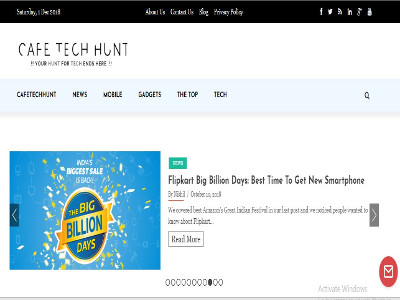 Saturday, 1 Dec 2018
About Us Contact Us Blog Privacy Policy
CAFE TECH HUNT
!! YOUR HUNT FOR TECH ENDS HERE !!
CAFETECHHUNT NEWS MOBILE GADGETS THE TOP TECH
INDIA'S
BIGGEST SALE
IS BACK!
THE BIG
BILLION
DAYS
NEWS
Flipkart Big Billion Days: Best Time To Get New Smartphone
By Nikhil / October 10, 2018
We covered best Amazon's Great Indian Festival in our last post and we noticed people wanted to
know about Flipkart...
Read More
Activate Windows